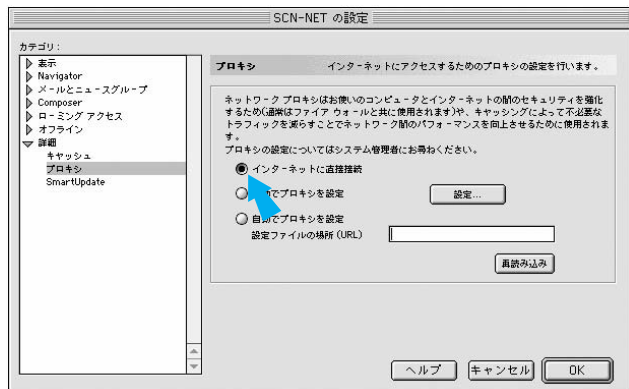 SCN-NET の設定
カテゴリ：
表示
Navigator
メールとニュースグループ
Composer
ローミング アクセス
オフライン
詳細
キャッシュ
プロキシ
SmartUpdate
プロキシ インターネットにアクセスするためのプロキシの設定を行います。
ネットワーク プロキシはお使いのコンピュータとインターネットの間のセキュリティを強化
するため(通常はファイア ウォールと共に使用されます)や、キャッシングによって不必要な
トラフィックを減らすことでネットワーク間のパフォーマンスを向上させるために使用されま
す。
プロキシの設定についてはシステム管理者にお尋ねください。
インターネットに直接接続
動でプロキシを設定 設定...
自動でプロキシを設定
設定ファイルの場所 (URL)
再読み込み
ヘルプ キャンセル OK